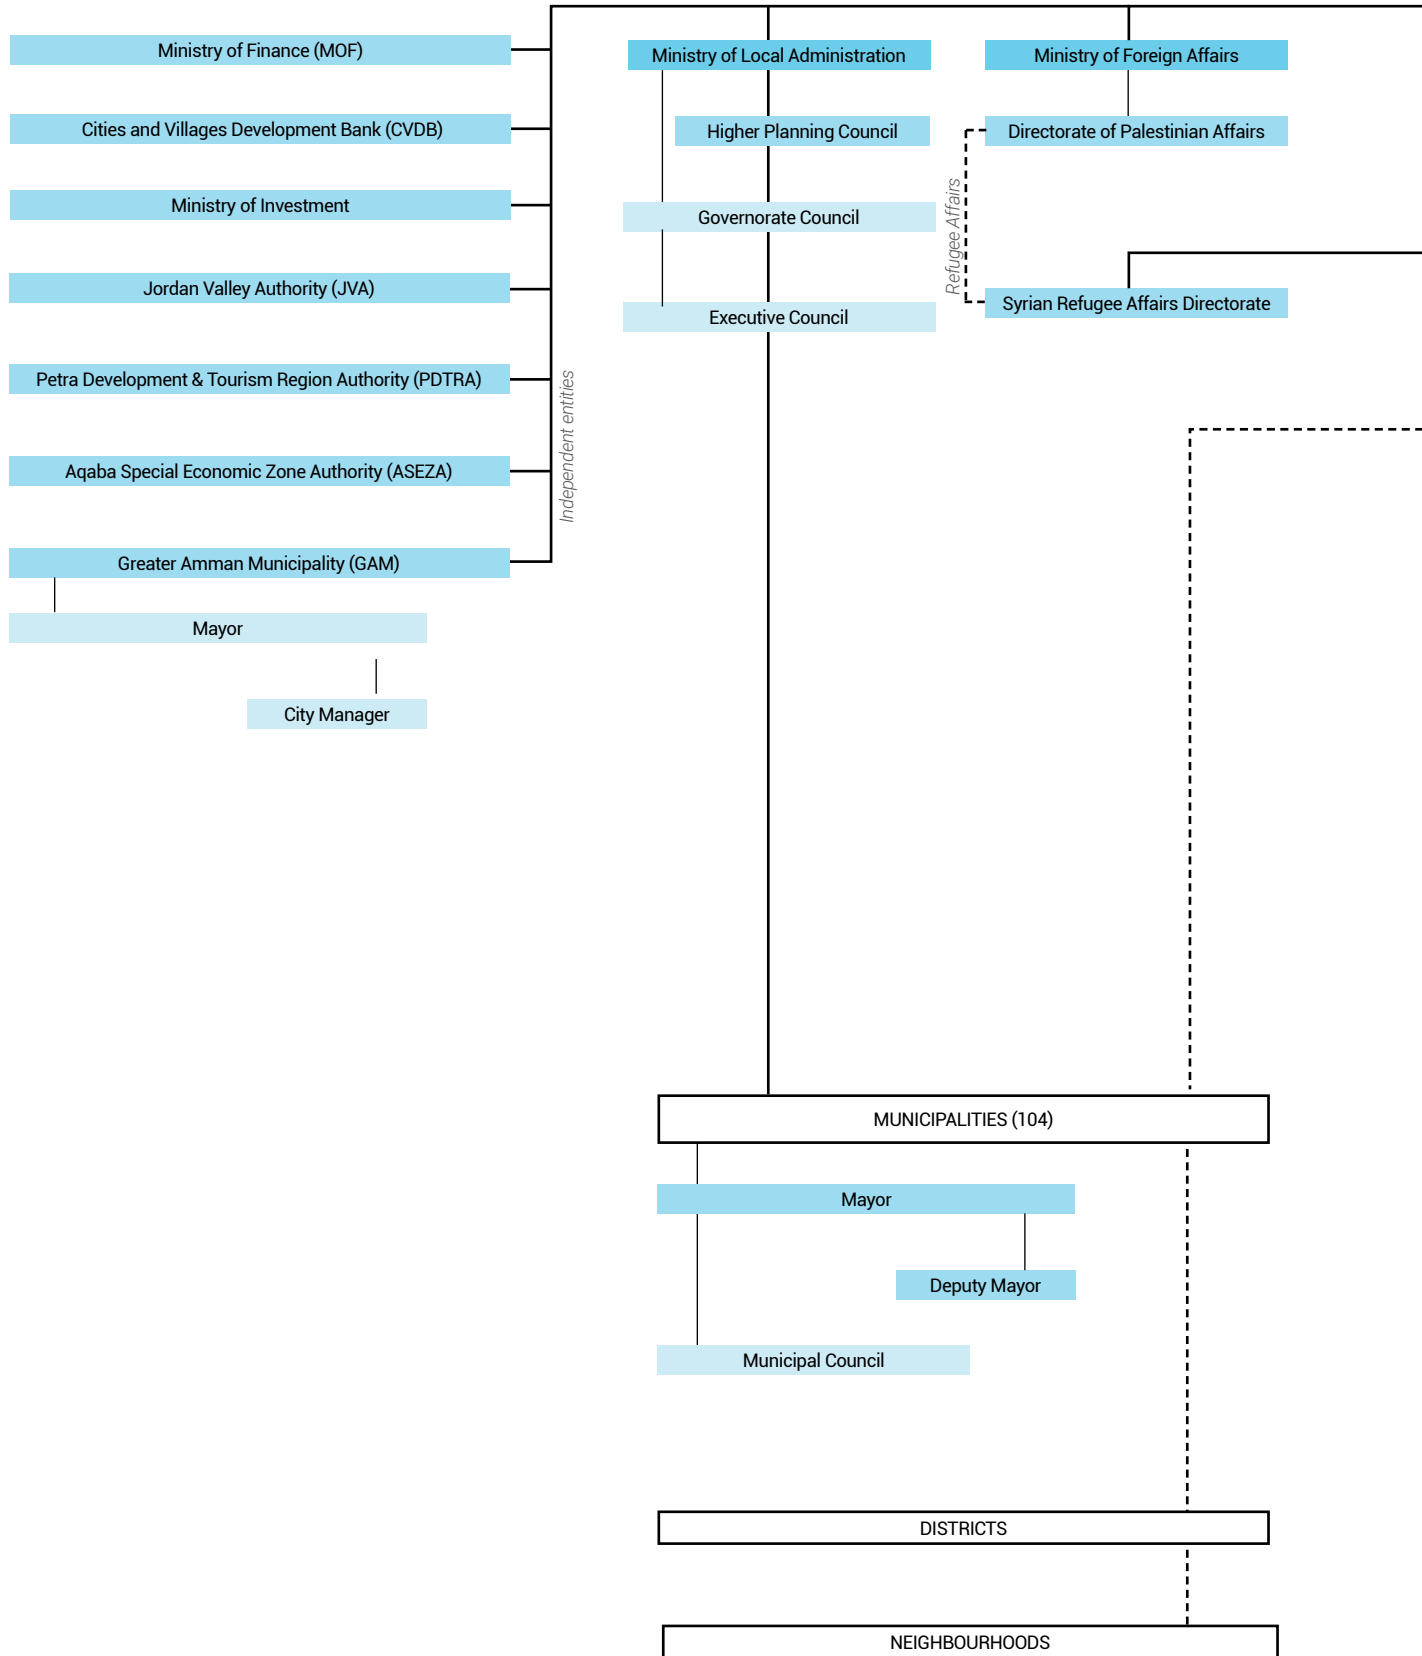 Ministry of Finance (MOF)
Cities and Villages Development Bank (CVDB)
Ministry of Investment
Jordan Valley Authority (JVA)
Petra Development & Tourism Region Authority (PDTRA)
Aqaba Special Economic Zone Authority (ASEZA)
Greater Amman Municipality (GAM)
Mayor
City Manager
Independent entities
Ministry of Local Administration
Higher Planning Council
Governorate Council
Executive Council
Ministry of Foreign Affairs
Directorate of Palestinian Affairs
Refugee Affairs
Syrian Refugee Affairs Directorate
MUNICIPALITIES (104)
Mayor
Deputy Mayor
Municipal Council
DISTRICTS
NEIGHBOURHOODS